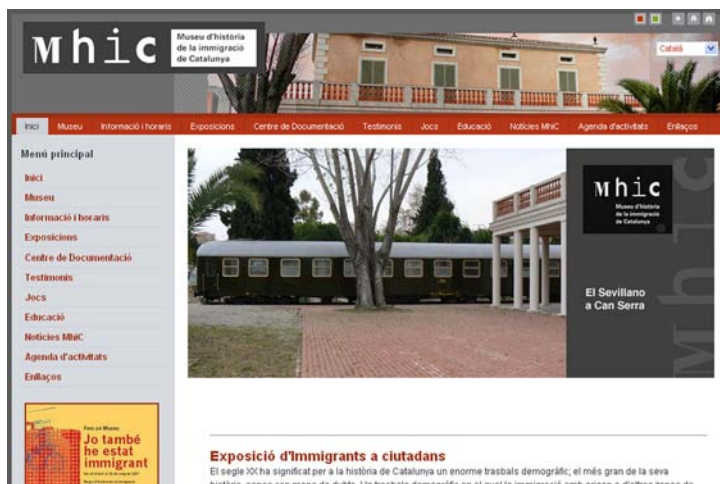 Mhic
Museu d'història
de la immigració
de Catalunya
Català
Inici Museu Informació i horaris Exposicions Centre de Documentació Testimonis Jocs Educació Notícies MhiC Agenda d'activitats Enllaços
Menú principal
Inici
Museu
Informació i horaris
Exposicions
Centre de Documentació
Testimonis
Jocs
Educació
Notícies MhiC
Agenda d'activitats
Enllaços
Mhic
Museu d'història
de la immigració
de Catalunya
El Sevillano
a Can Serra
Mhic
Fem un Museu
Jo també
he estat
immigrant
Exposició d'Immigrants a ciutadans
El segle XX ha significat per a la història de Catalunya un enorme trasbals demogràfic; el més gran de la seva